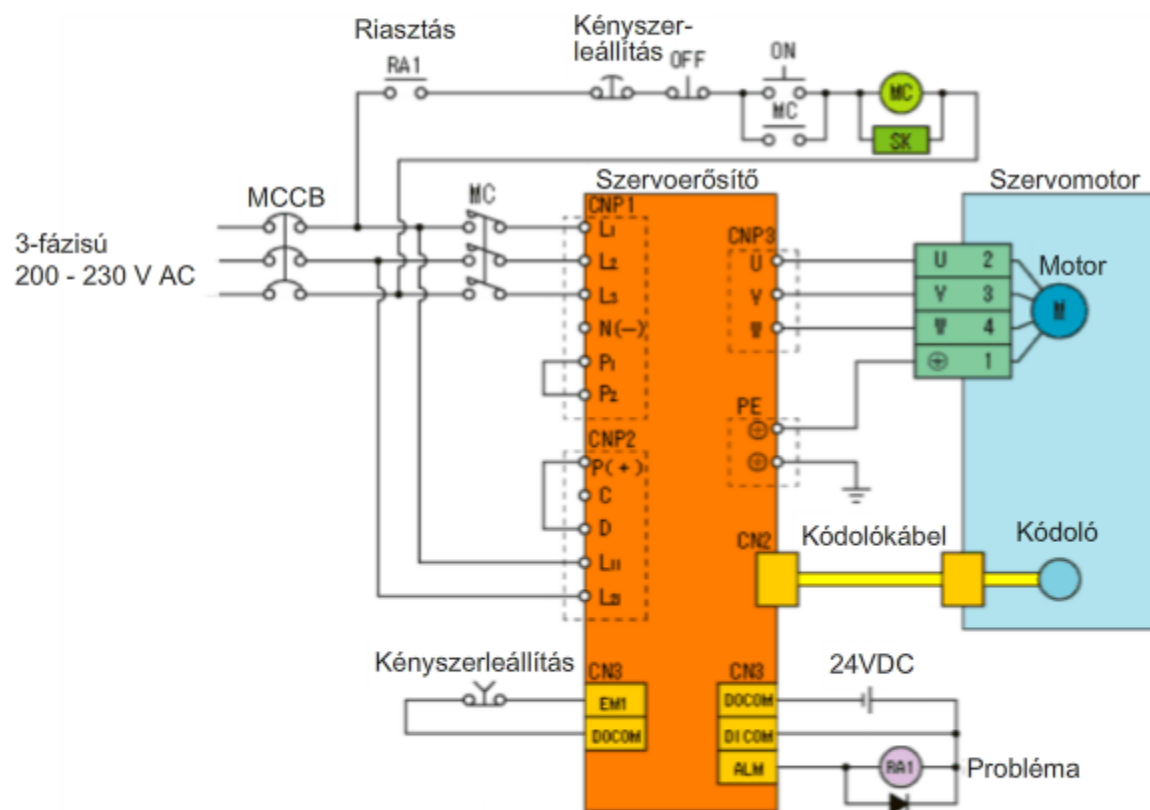 Riasztás
RA1
Kényszer-
leállítás
OFF
ON
MC
MC
SK
MCCB
MC
3-fázisú
200 - 230 V AC
Szervoerősítő
CNP1
L1
L2
L3
N(—)
P1
P2
CNP2
P(+)
C
D
L11
L21
CNP3
U
V
W
PE
CN2
Kódolókábel
Szervomotor
U 2
V 3
W 4
1
Motor
M
Kódoló
Kényszerleállítás
CN3
EM1
DOCOM
CN3
DOCOM
DICOM
ALM
24VDC
RA1
Probléma